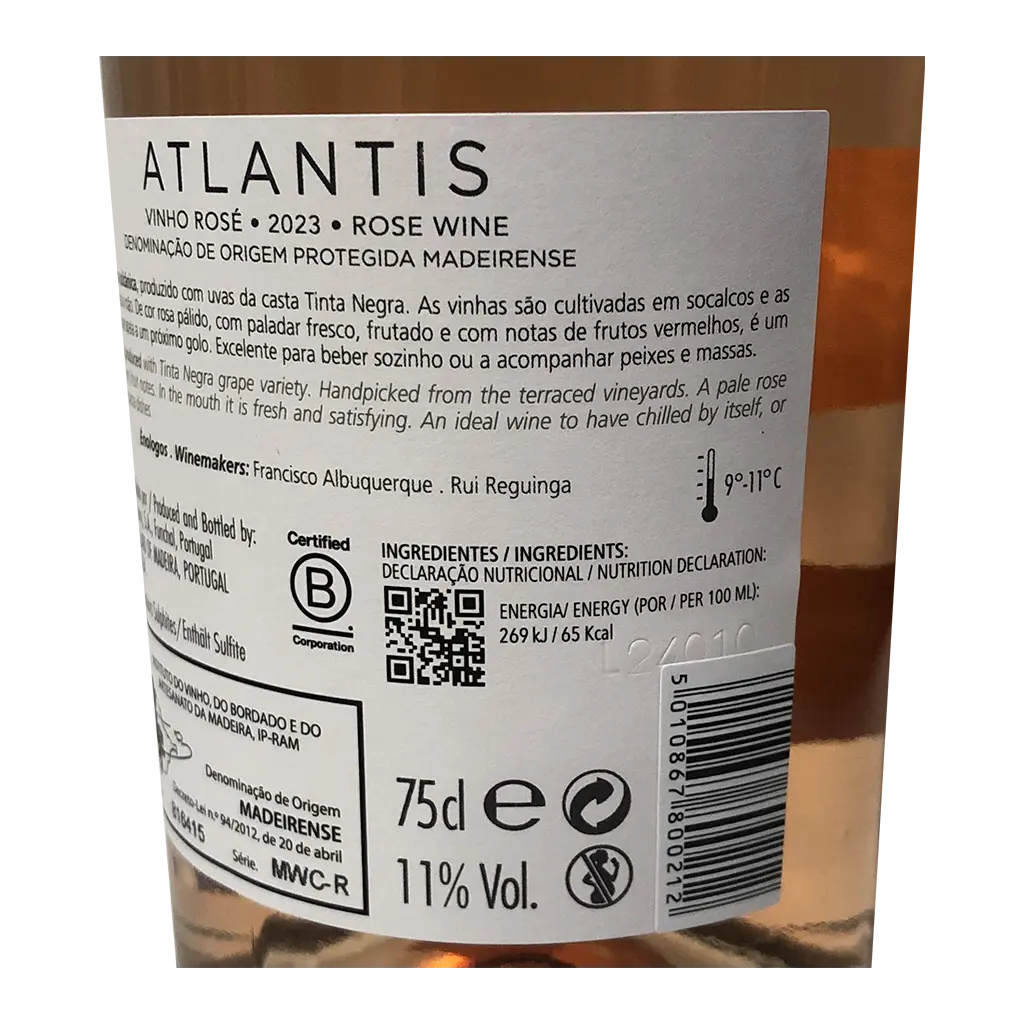 ATLANTIS
VINHO ROSÉ • 2023 • ROSE WINE
DENOMINAÇÃO DE ORIGEM PROTEGIDA MADEIRENSE
produzido com uvas da casta Tinta Negra. As vinhas são cultivadas em socalcos e as
De cor rosa pálido, com paladar fresco, frutado e com notas de frutos vermelhos, é um
a um próximo golo. Excelente para beber sozinho ou a acompanhar peixes e massas.
with Tinta Negra grape variety. Handpicked from the terraced vineyards. A pale rose
notes. In the mouth it is fresh and satisfying. An ideal wine to have chilled by itself, or
dishes
Enólogos . Winemakers: Francisco Albuquerque . Rui Reguinga
9º-11ºC
/ Produced and Bottled by:
Funchal, Portugal
MADEIRA, PORTUGAL
/ Enthält Sulfite
Certified
B
Corporation
INGREDIENTES / INGREDIENTS:
DECLARAÇÃO NUTRICIONAL / NUTRITION DECLARATION:
ENERGIA/ ENERGY (POR / PER 100 ML):
269 kJ / 65 Kcal
L24010
INSTITUTO DO VINHO, DO BORDADO E DO
ARTESANATO DA MADEIRA, IP-RAM
Denominação de Origem
MADEIRENSE
Decreto-Lei n.º 94/2012, de 20 de abril
816415
Série. MWC-R
75cl e
11% Vol.
5 010867 800212